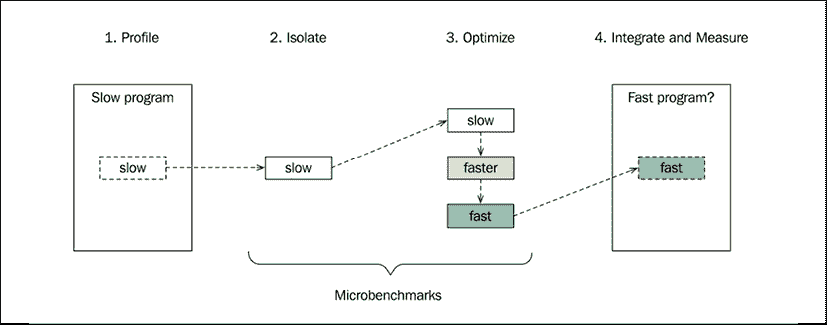 1. Profile
2. Isolate
3. Optimize
4. Integrate and Measure
Slow program
Fast program?
slow
slow
slow
faster
fast
fast
Microbenchmarks